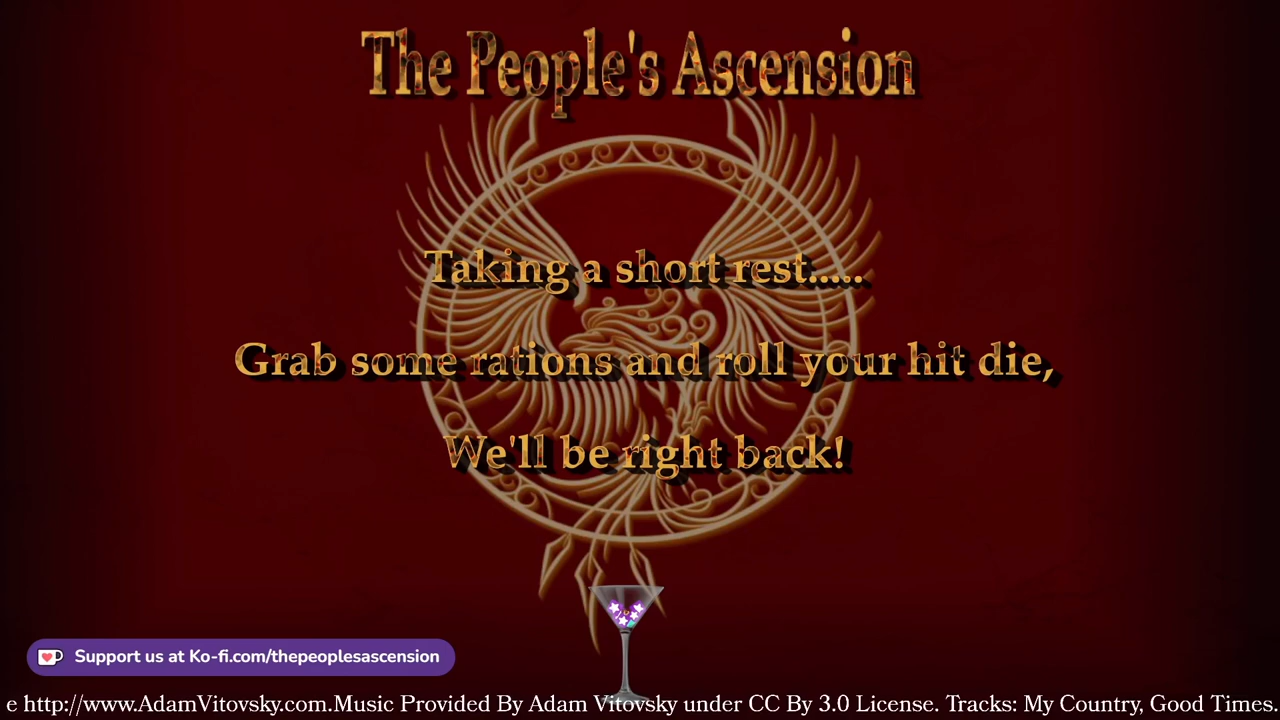 The People's Ascension
Taking a short rest.....
Grab some rations and roll your hit die,
We'll be right back!
Support us at Ko-fi.com/thepeoplesascension
e http://www.AdamVitovsky.com.Music Provided By Adam Vitovsky under CC By 3.0 License. Tracks: My Country, Good Times.